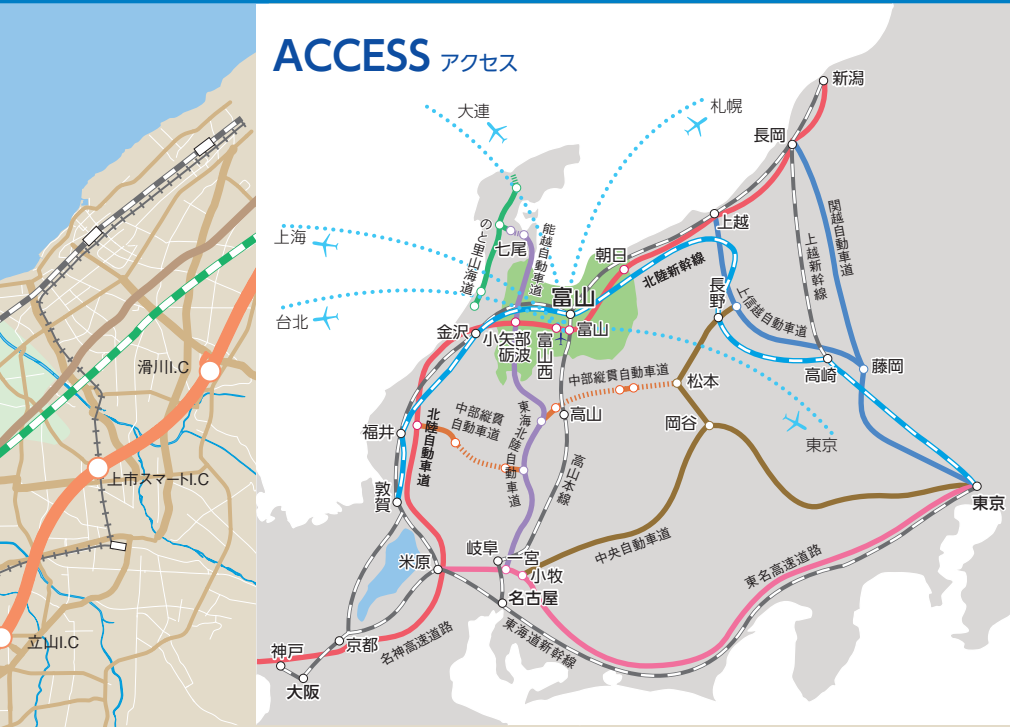 ACCESS アクセス
滑川I.C
上市スマートI.C
立山I.C
新潟
大連
札幌
長岡
上越
関越自動車道
上海
のと里山海道
七尾
能越自動車道
朝日
北陸新幹線
上越新幹線
長野
上信越自動車道
富山
台北
金沢
小矢部
砺波
富山西
富山
高崎
藤岡
中部縦貫自動車道
松本
福井
北陸自動車道
中部縦貫
自動車道
東海北陸自動車道
高山
岡谷
東京
高山本線
敦賀
東京
米原
岐阜
一宮
小牧
中央自動車道
東名高速道路
名古屋
東海道新幹線
京都
名神高速道路
神戸
大阪